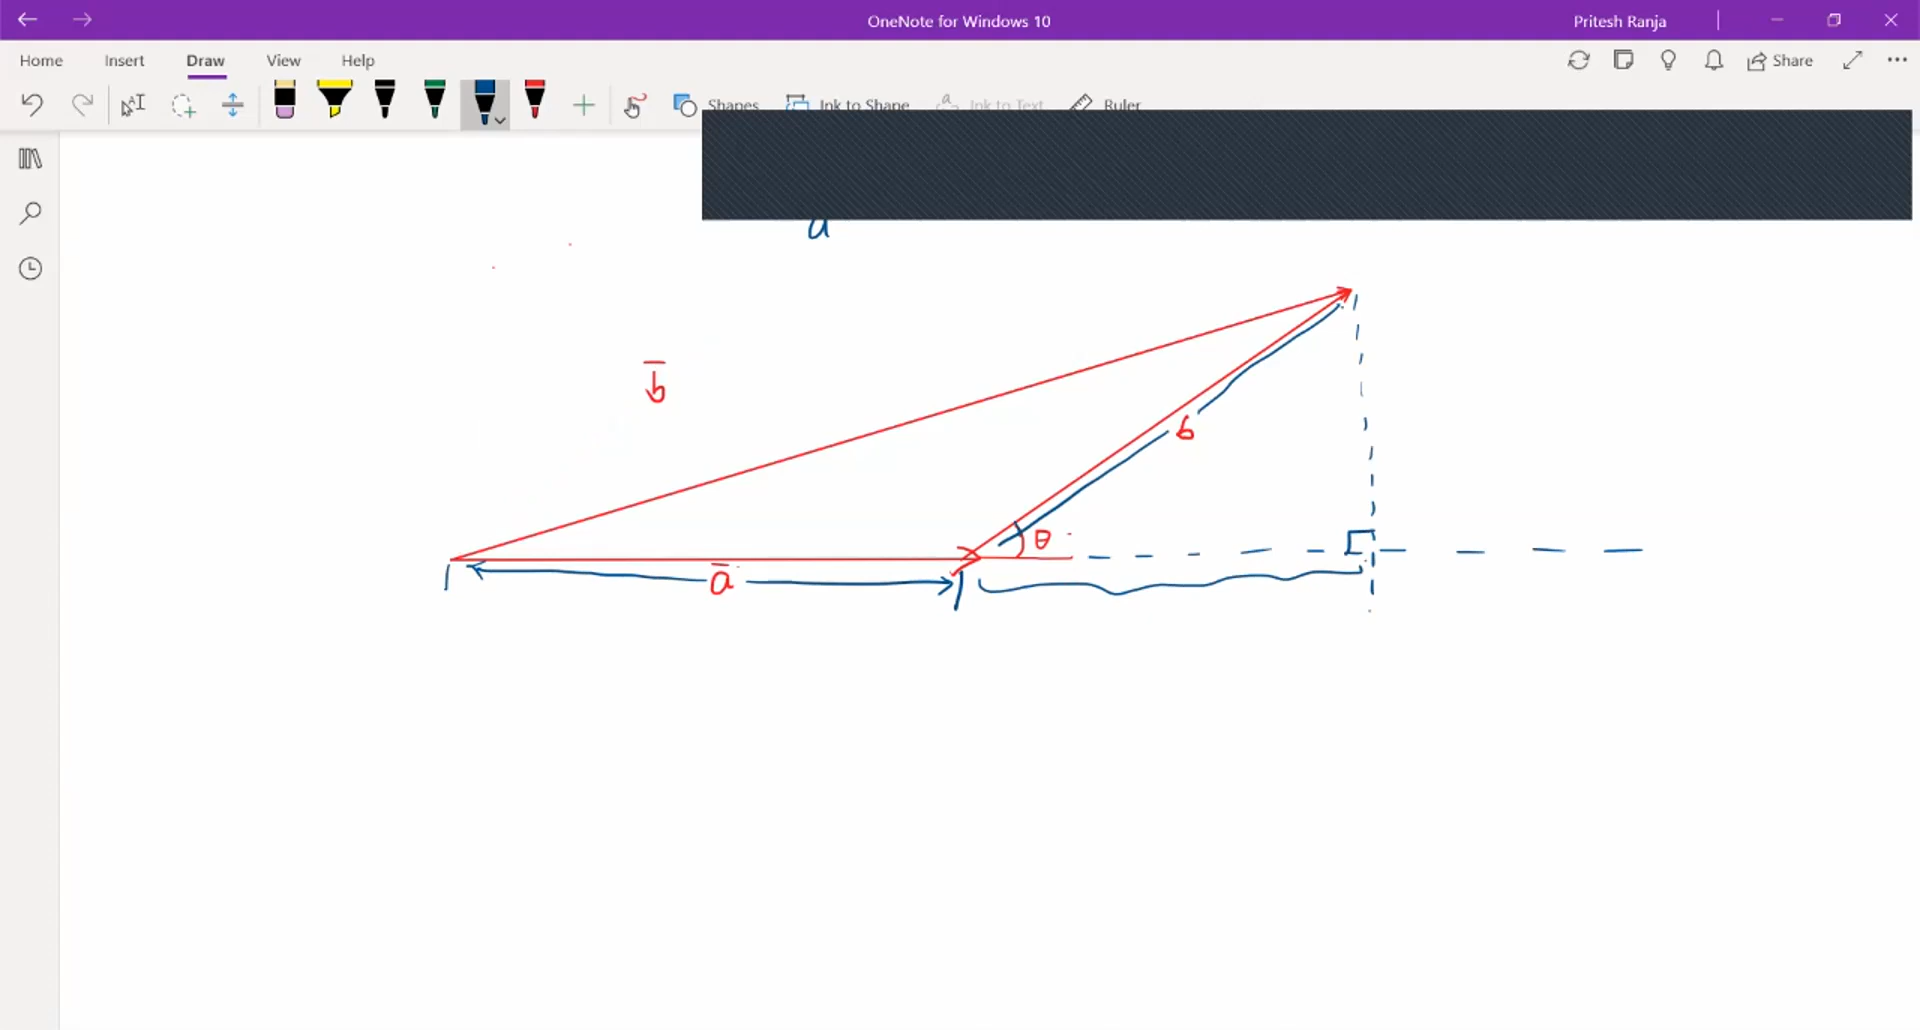 OneNote for Windows 10
Pritesh Ranja
Home Insert Draw View Help
Share
Shapes Ink to Shape Ink to Text Ruler
a
b̅
b
θ
a̅